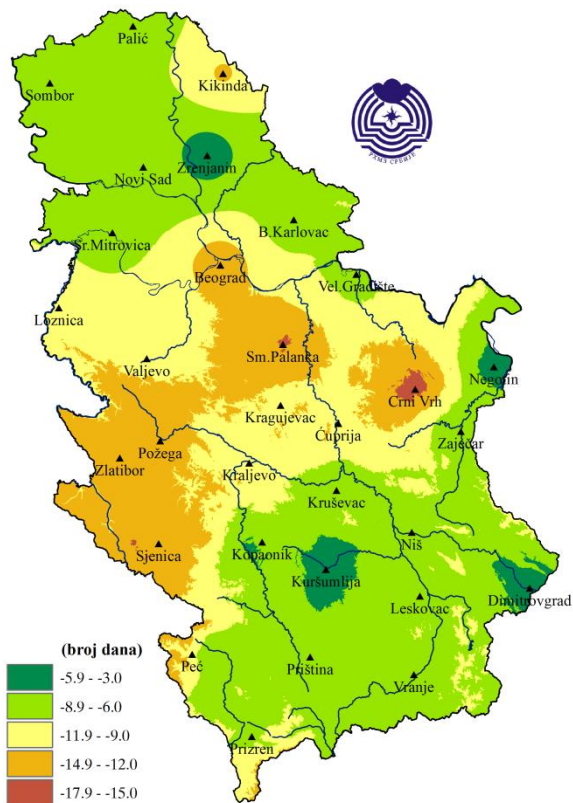 Palić
Kikinda
Sombor
Zrenjanin
Novi Sad
RHMZ SRBIJE
B.Karlovac
Sr.Mitrovica
Beograd
Vel.Gradište
Loznica
Sm.Palanka
Valjevo
Negotin
Crni Vrh
Kragujevac
Ćuprija
Zaječar
Požega
Zlatibor
Kraljevo
Kruševac
Niš
Sjenica
Kopaonik
Kuršumlija
Leskovac
Dimitrovgrad
(broj dana)
Peć
Priština
Vranje
-5.9 - -3.0
-8.9 - -6.0
-11.9 - -9.0
Prizren
-14.9 - -12.0
-17.9 - -15.0